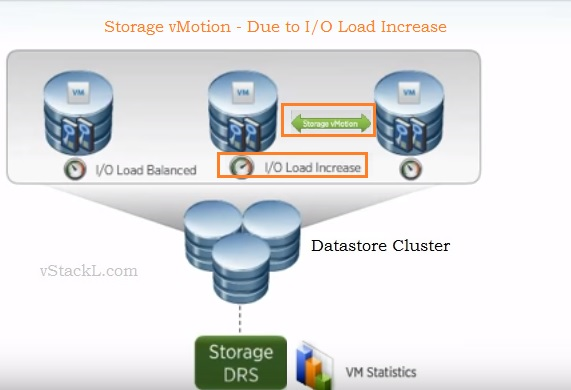 Storage vMotion - Due to I/O Load Increase
VM
VM
VM
Storage vMotion
I/O Load Balanced
I/O Load Increase
Datastore Cluster
vStackL.com
Storage
DRS
VM Statistics